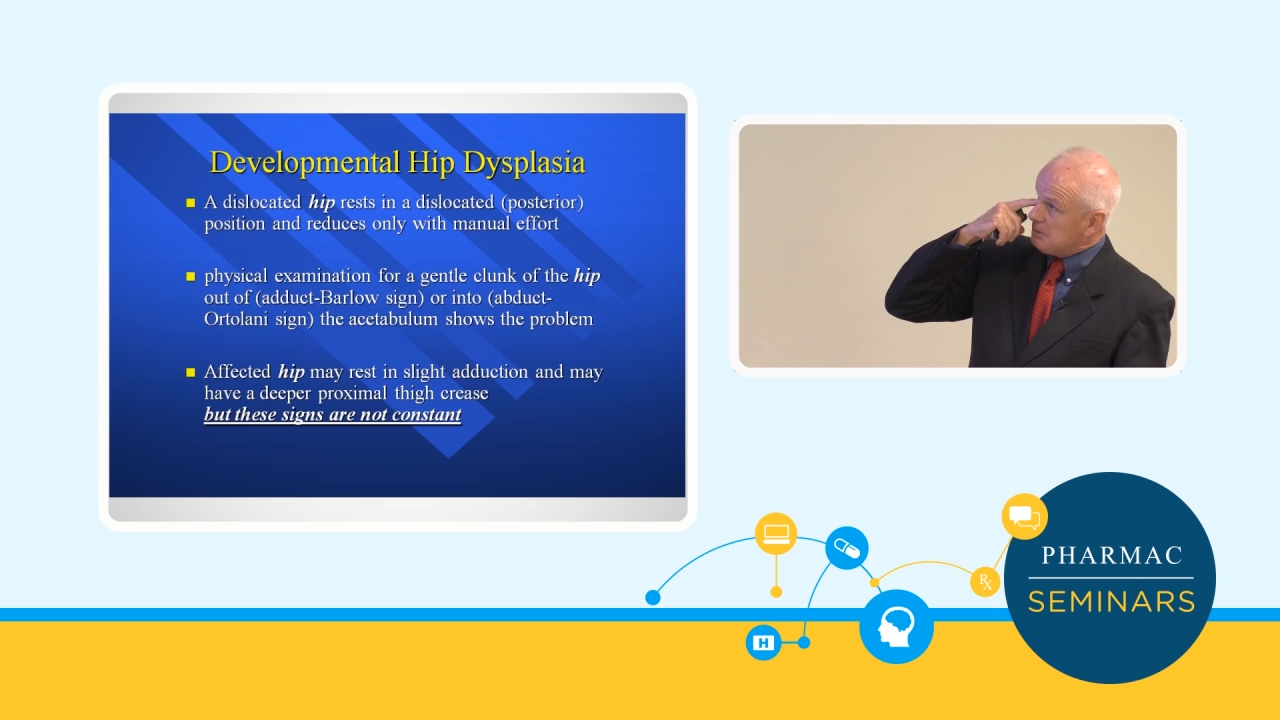 Developmental Hip Dysplasia
A dislocated hip rests in a dislocated (posterior)
position and reduces only with manual effort
physical examination for a gentle clunk of the hip
out of (adduct-Barlow sign) or into (abduct-
Ortolani sign) the acetabulum shows the problem
Affected hip may rest in slight adduction and may
have a deeper proximal thigh crease
but these signs are not constant
Rx
H
PHARMAC
SEMINARS